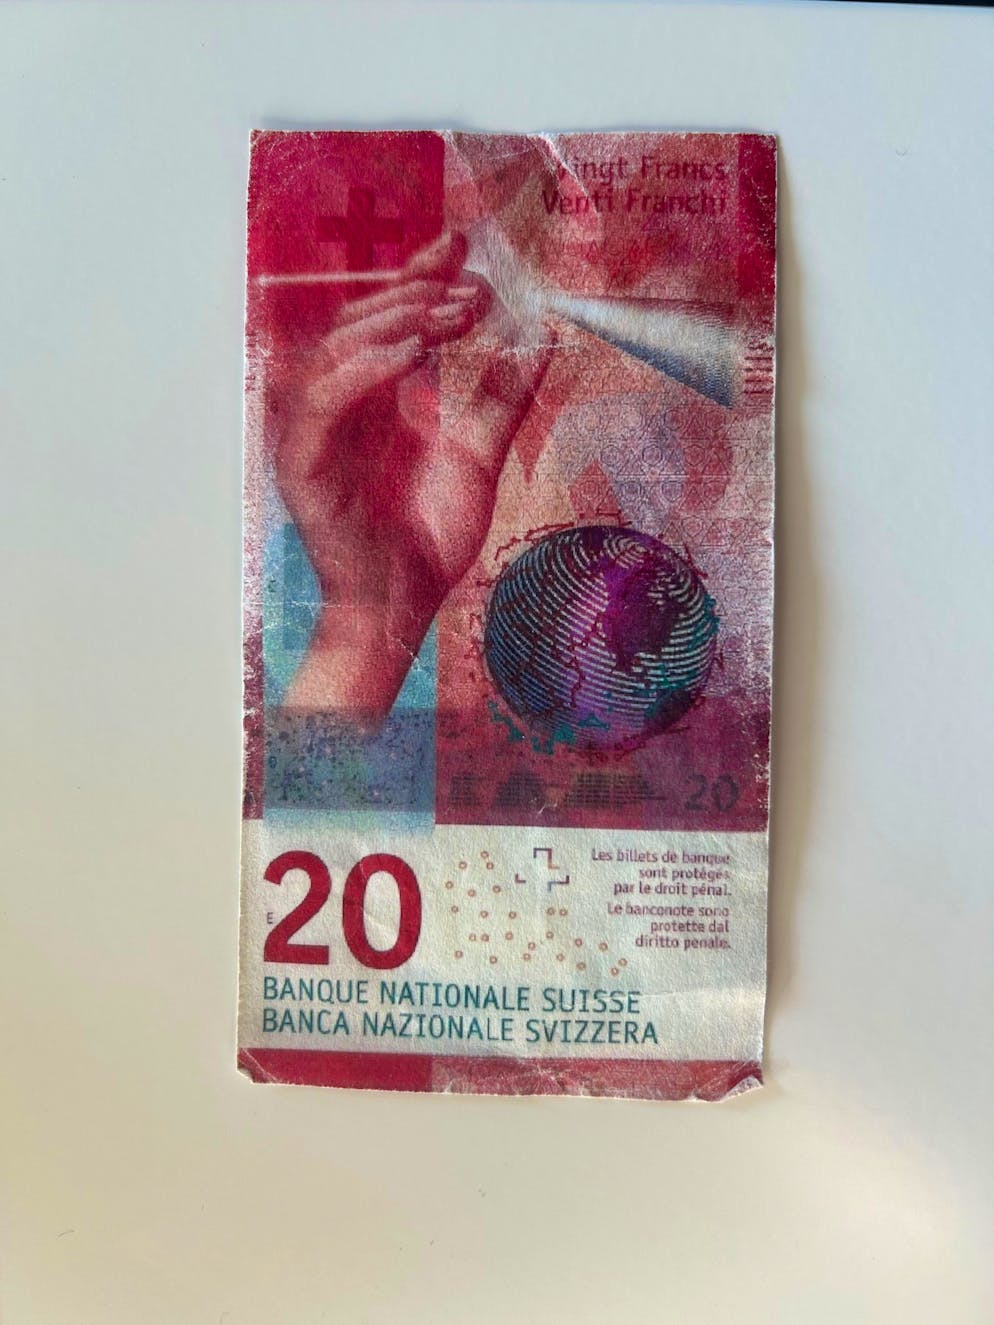 Vingt Francs
Venti Franchi
20
20
E
Les billets de banque
sont protégés
par le droit pénal.
Le banconote sono
protette dal
diritto penale.
BANQUE NATIONALE SUISSE
BANCA NAZIONALE SVIZZERA